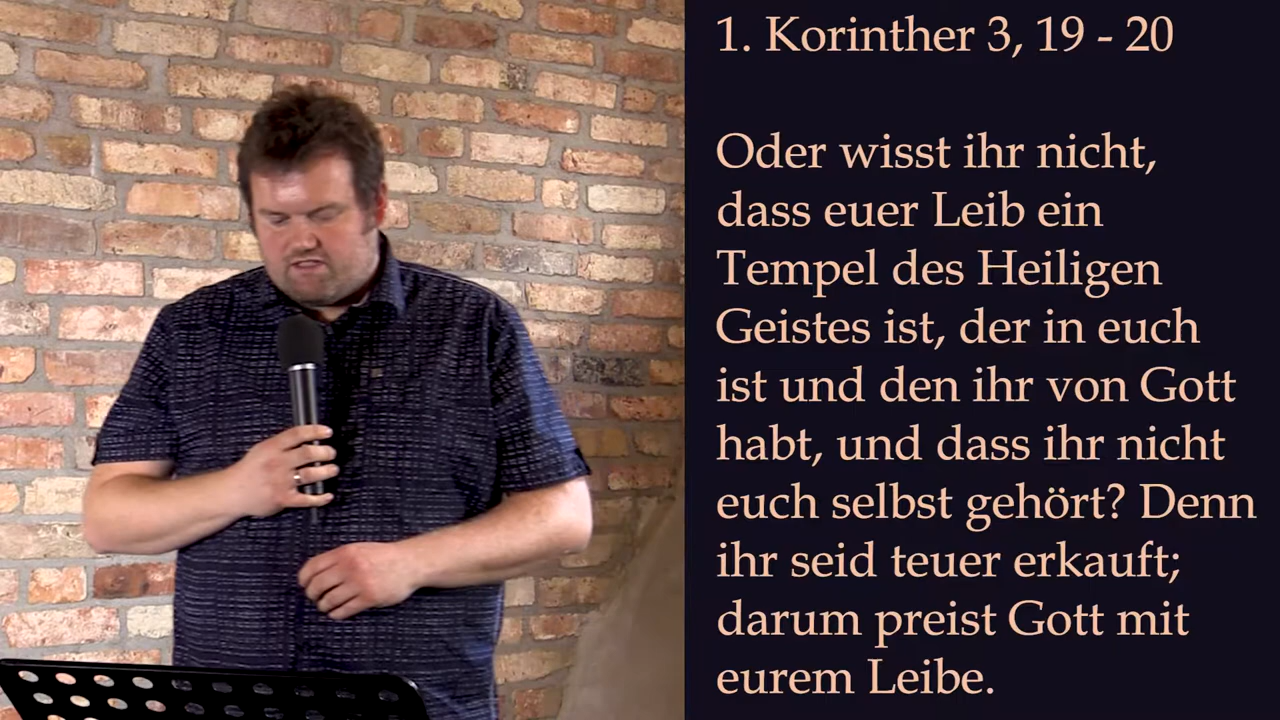 1. Korinther 3, 19 - 20
Oder wisst ihr nicht,
dass euer Leib ein
Tempel des Heiligen
Geistes ist, der in euch
ist und den ihr von Gott
habt, und dass ihr nicht
euch selbst gehört? Denn
ihr seid teuer erkauft;
darum preist Gott mit
eurem Leibe.